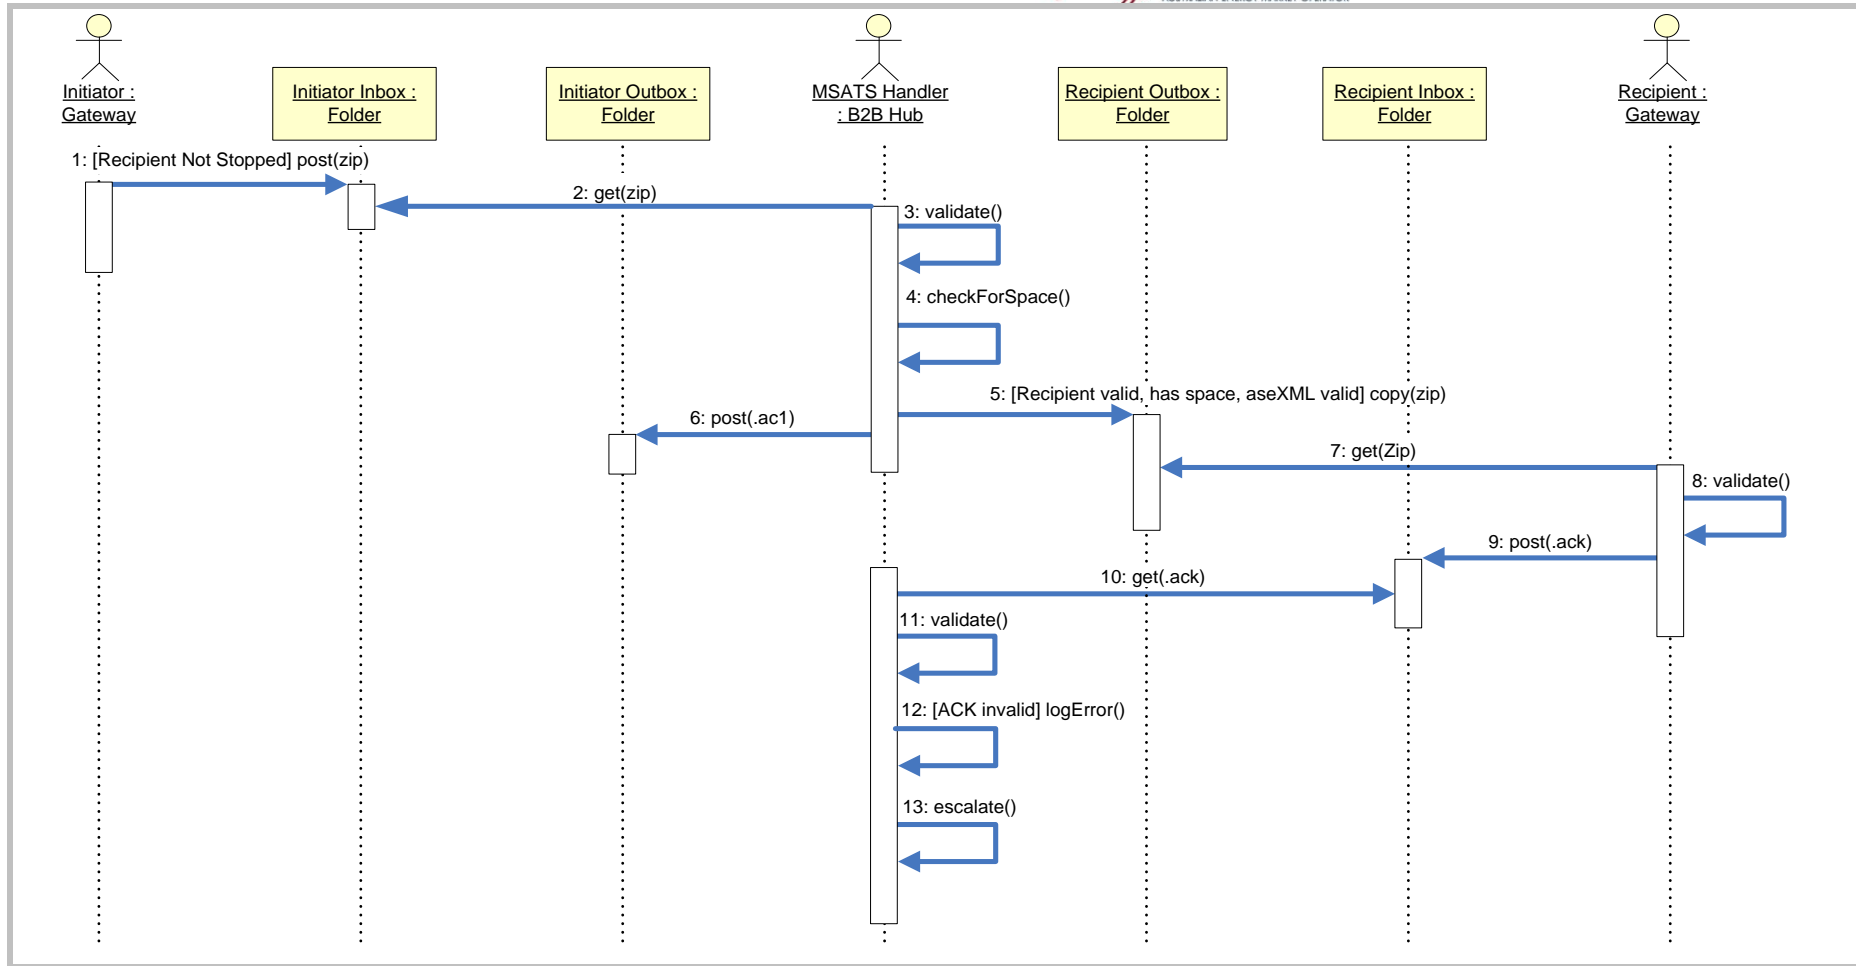 Initiator :
Gateway
Initiator Inbox :
Folder
Initiator Outbox :
Folder
MSATS Handler
: B2B Hub
Recipient Outbox :
Folder
Recipient Inbox :
Folder
Recipient :
Gateway
1: [Recipient Not Stopped] post(zip)
2: get(zip)
3: validate()
4: checkForSpace()
5: [Recipient valid, has space, aseXML valid] copy(zip)
6: post(.ac1)
7: get(Zip)
8: validate()
9: post(.ack)
10: get(.ack)
11: validate()
12: [ACK invalid] logError()
13: escalate()